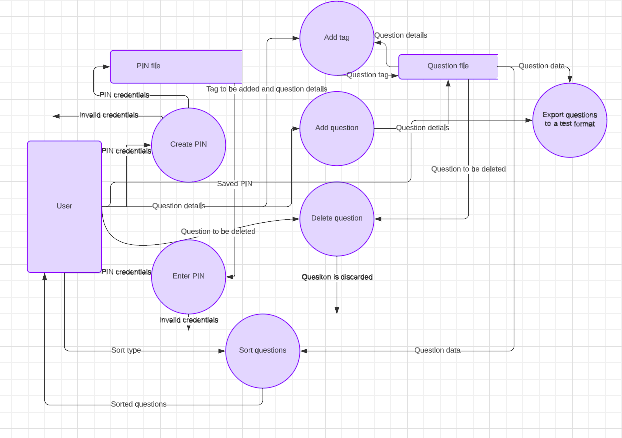 Add tag
Question details
PIN file
Question file
Question data
Question tag
Tag to be added and question details
PIN credentials
Invalid credentials
Export questions
to a test format
Add question
Question details
Create PIN
PIN credentials
Question to be deleted
Saved PIN
User
Question details
Delete question
Question to be deleted
PIN credentials
Enter PIN
Question is discarded
Invalid credentials
Sort type
Sort questions
Question data
Sorted questions